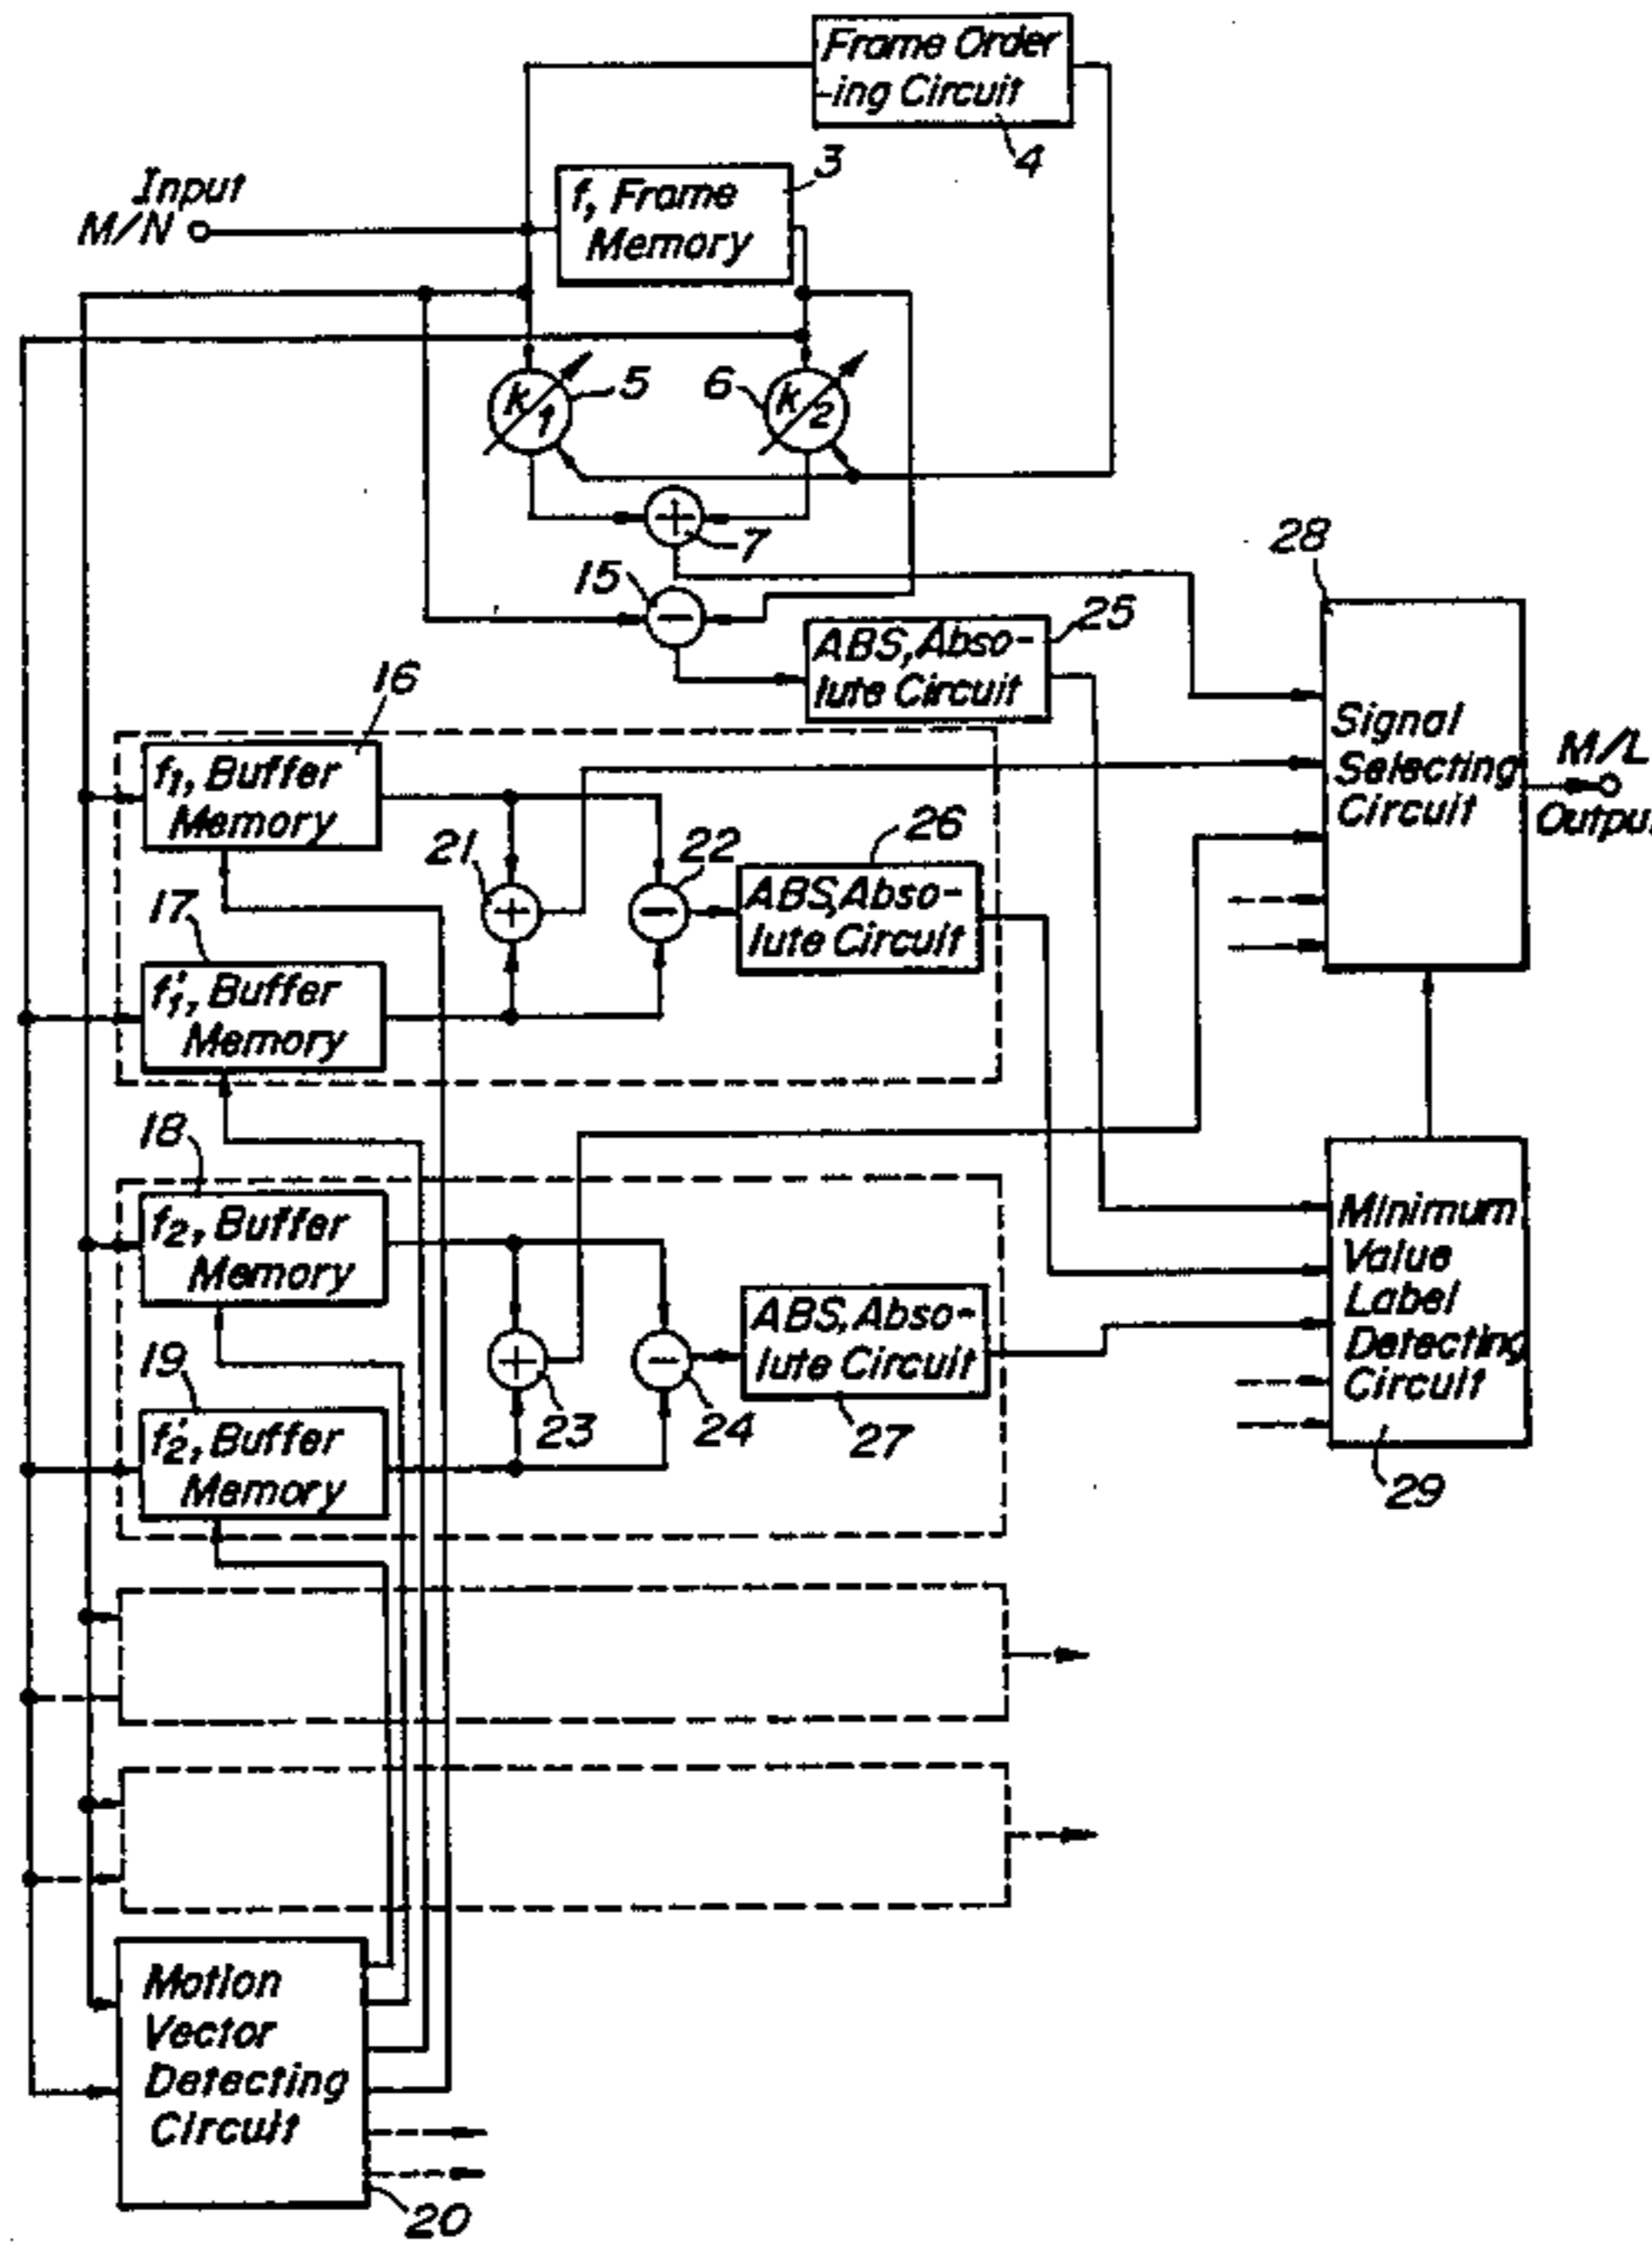 Frame Order
-ing Circuit
4
Input
M/N
f, Frame
Memory
3
k1
5
6
k2
7
15
ABS, Abso-
lute Circuit
25
28
Signal
Selecting
Circuit
M/L
Output
16
f1, Buffer
Memory
21
22
26
ABS, Abso-
lute Circuit
17
f1', Buffer
Memory
18
f2, Buffer
Memory
23
24
ABS, Abso-
lute Circuit
27
19
f2', Buffer
Memory
Minimum
Value
Label
Detecting
Circuit
29
Motion
Vector
Detecting
Circuit
20